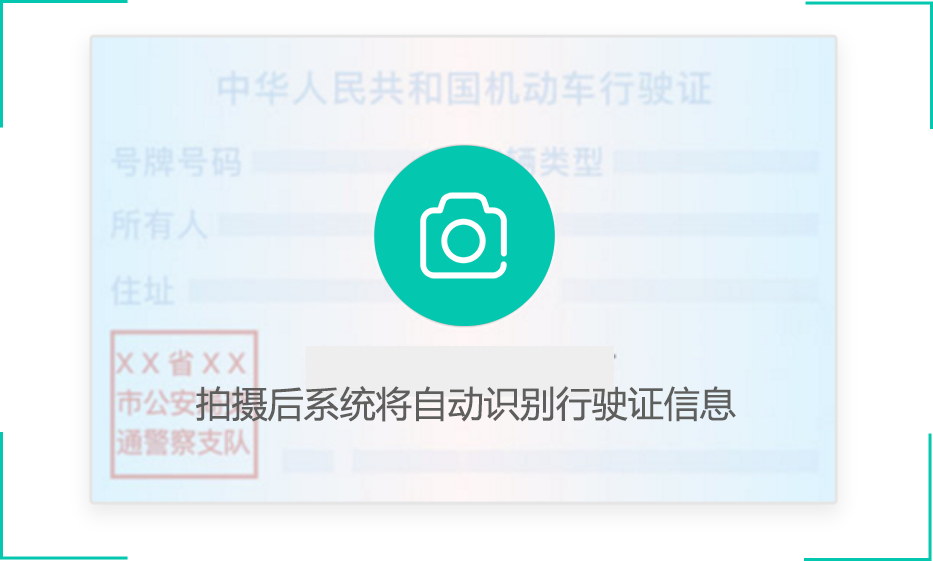 中华人民共和国机动车行驶证
号牌号码 辆类型
所有人
住址
XX省XX
市公安
通警察支队
拍摄后系统将自动识别行驶证信息